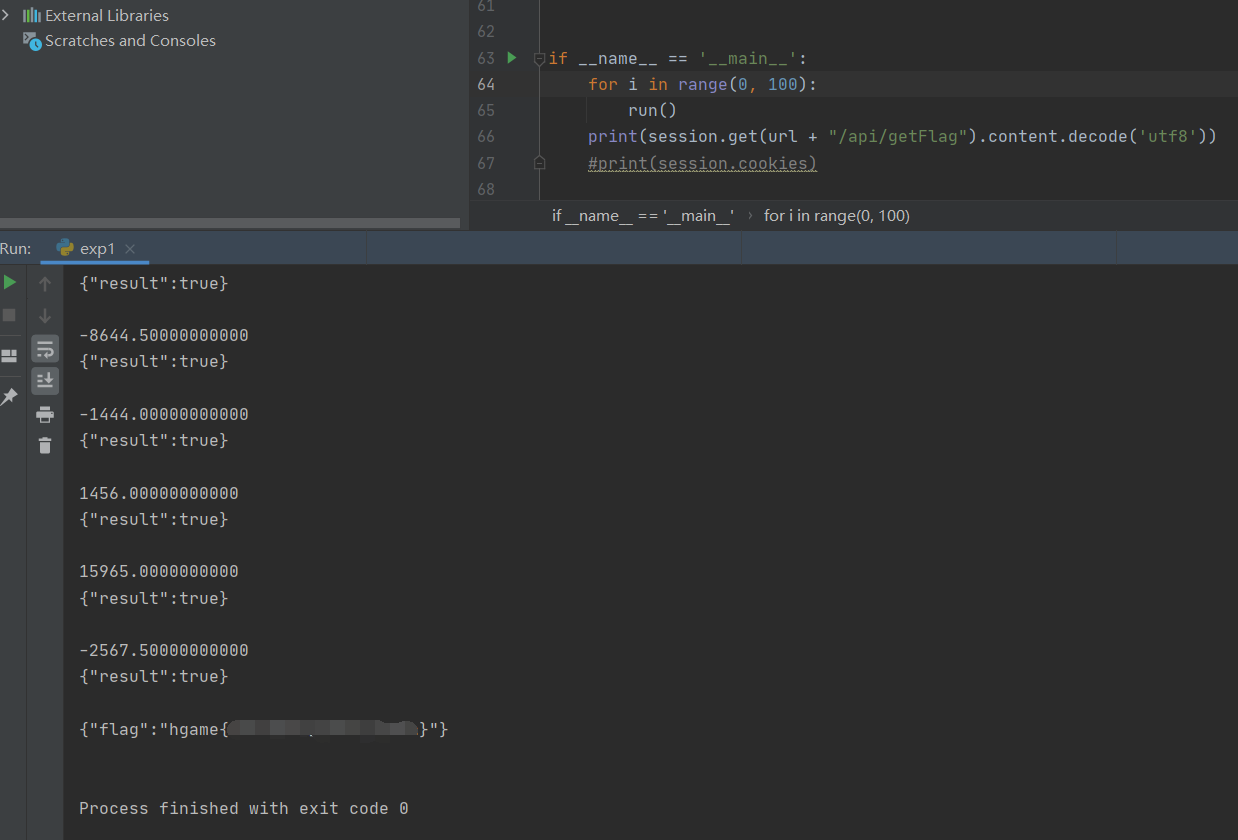 External Libraries
Scratches and Consoles
61
62
63 if __name__ == '__main__':
64 for i in range(0, 100):
65 run()
66 print(session.get(url + "/api/getFlag").content.decode('utf8'))
67 #print(session.cookies)
68
if __name__ == '__main__' › for i in range(0, 100)
Run: exp1
{"result":true}
-8644.50000000000
{"result":true}
-1444.00000000000
{"result":true}
1456.00000000000
{"result":true}
15965.0000000000
{"result":true}
-2567.50000000000
{"result":true}
{"flag":"hgame{}"}
Process finished with exit code 0